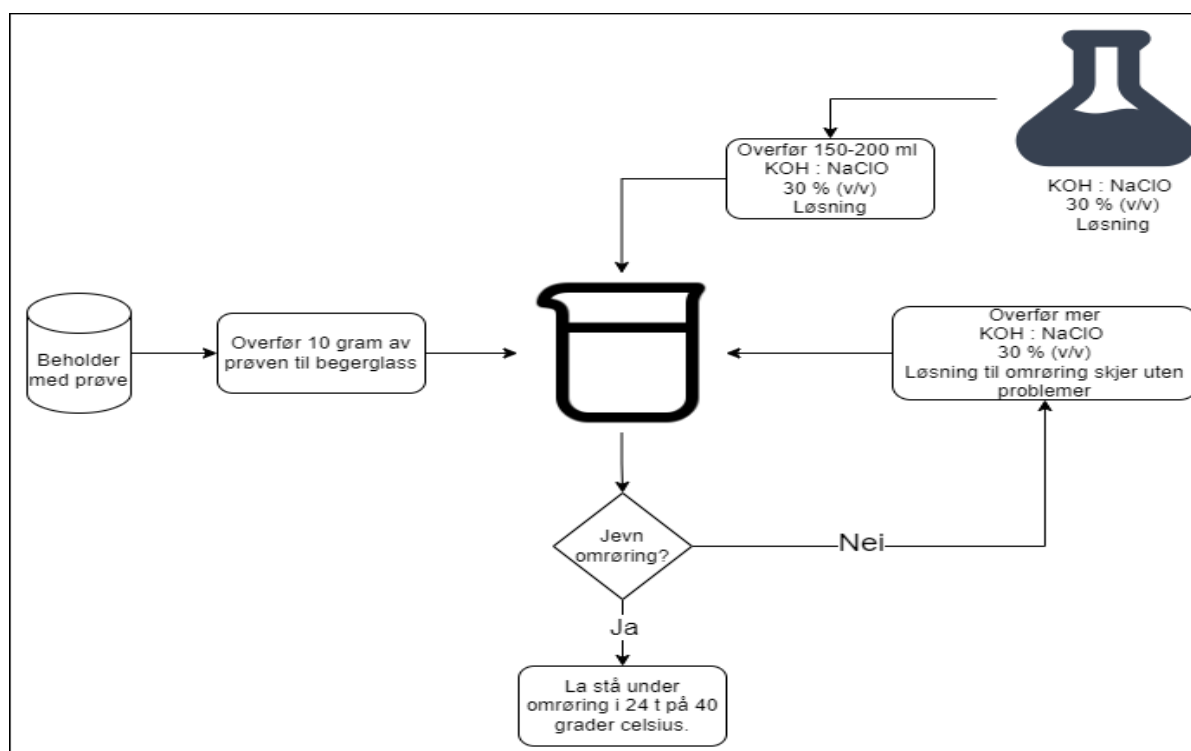 KOH : NaClO
30 % (v/v)
Løsning
Overfør 150-200 ml
KOH : NaClO
30 % (v/v)
Løsning
Beholder
med prøve
Overfør 10 gram av
prøven til begerglass
Overfør mer
KOH : NaClO
30 % (v/v)
Løsning til omrøring skjer uten
problemer
Jevn
omrøring?
Nei
Ja
La stå under
omrøring i 24 t på 40
grader celsius.